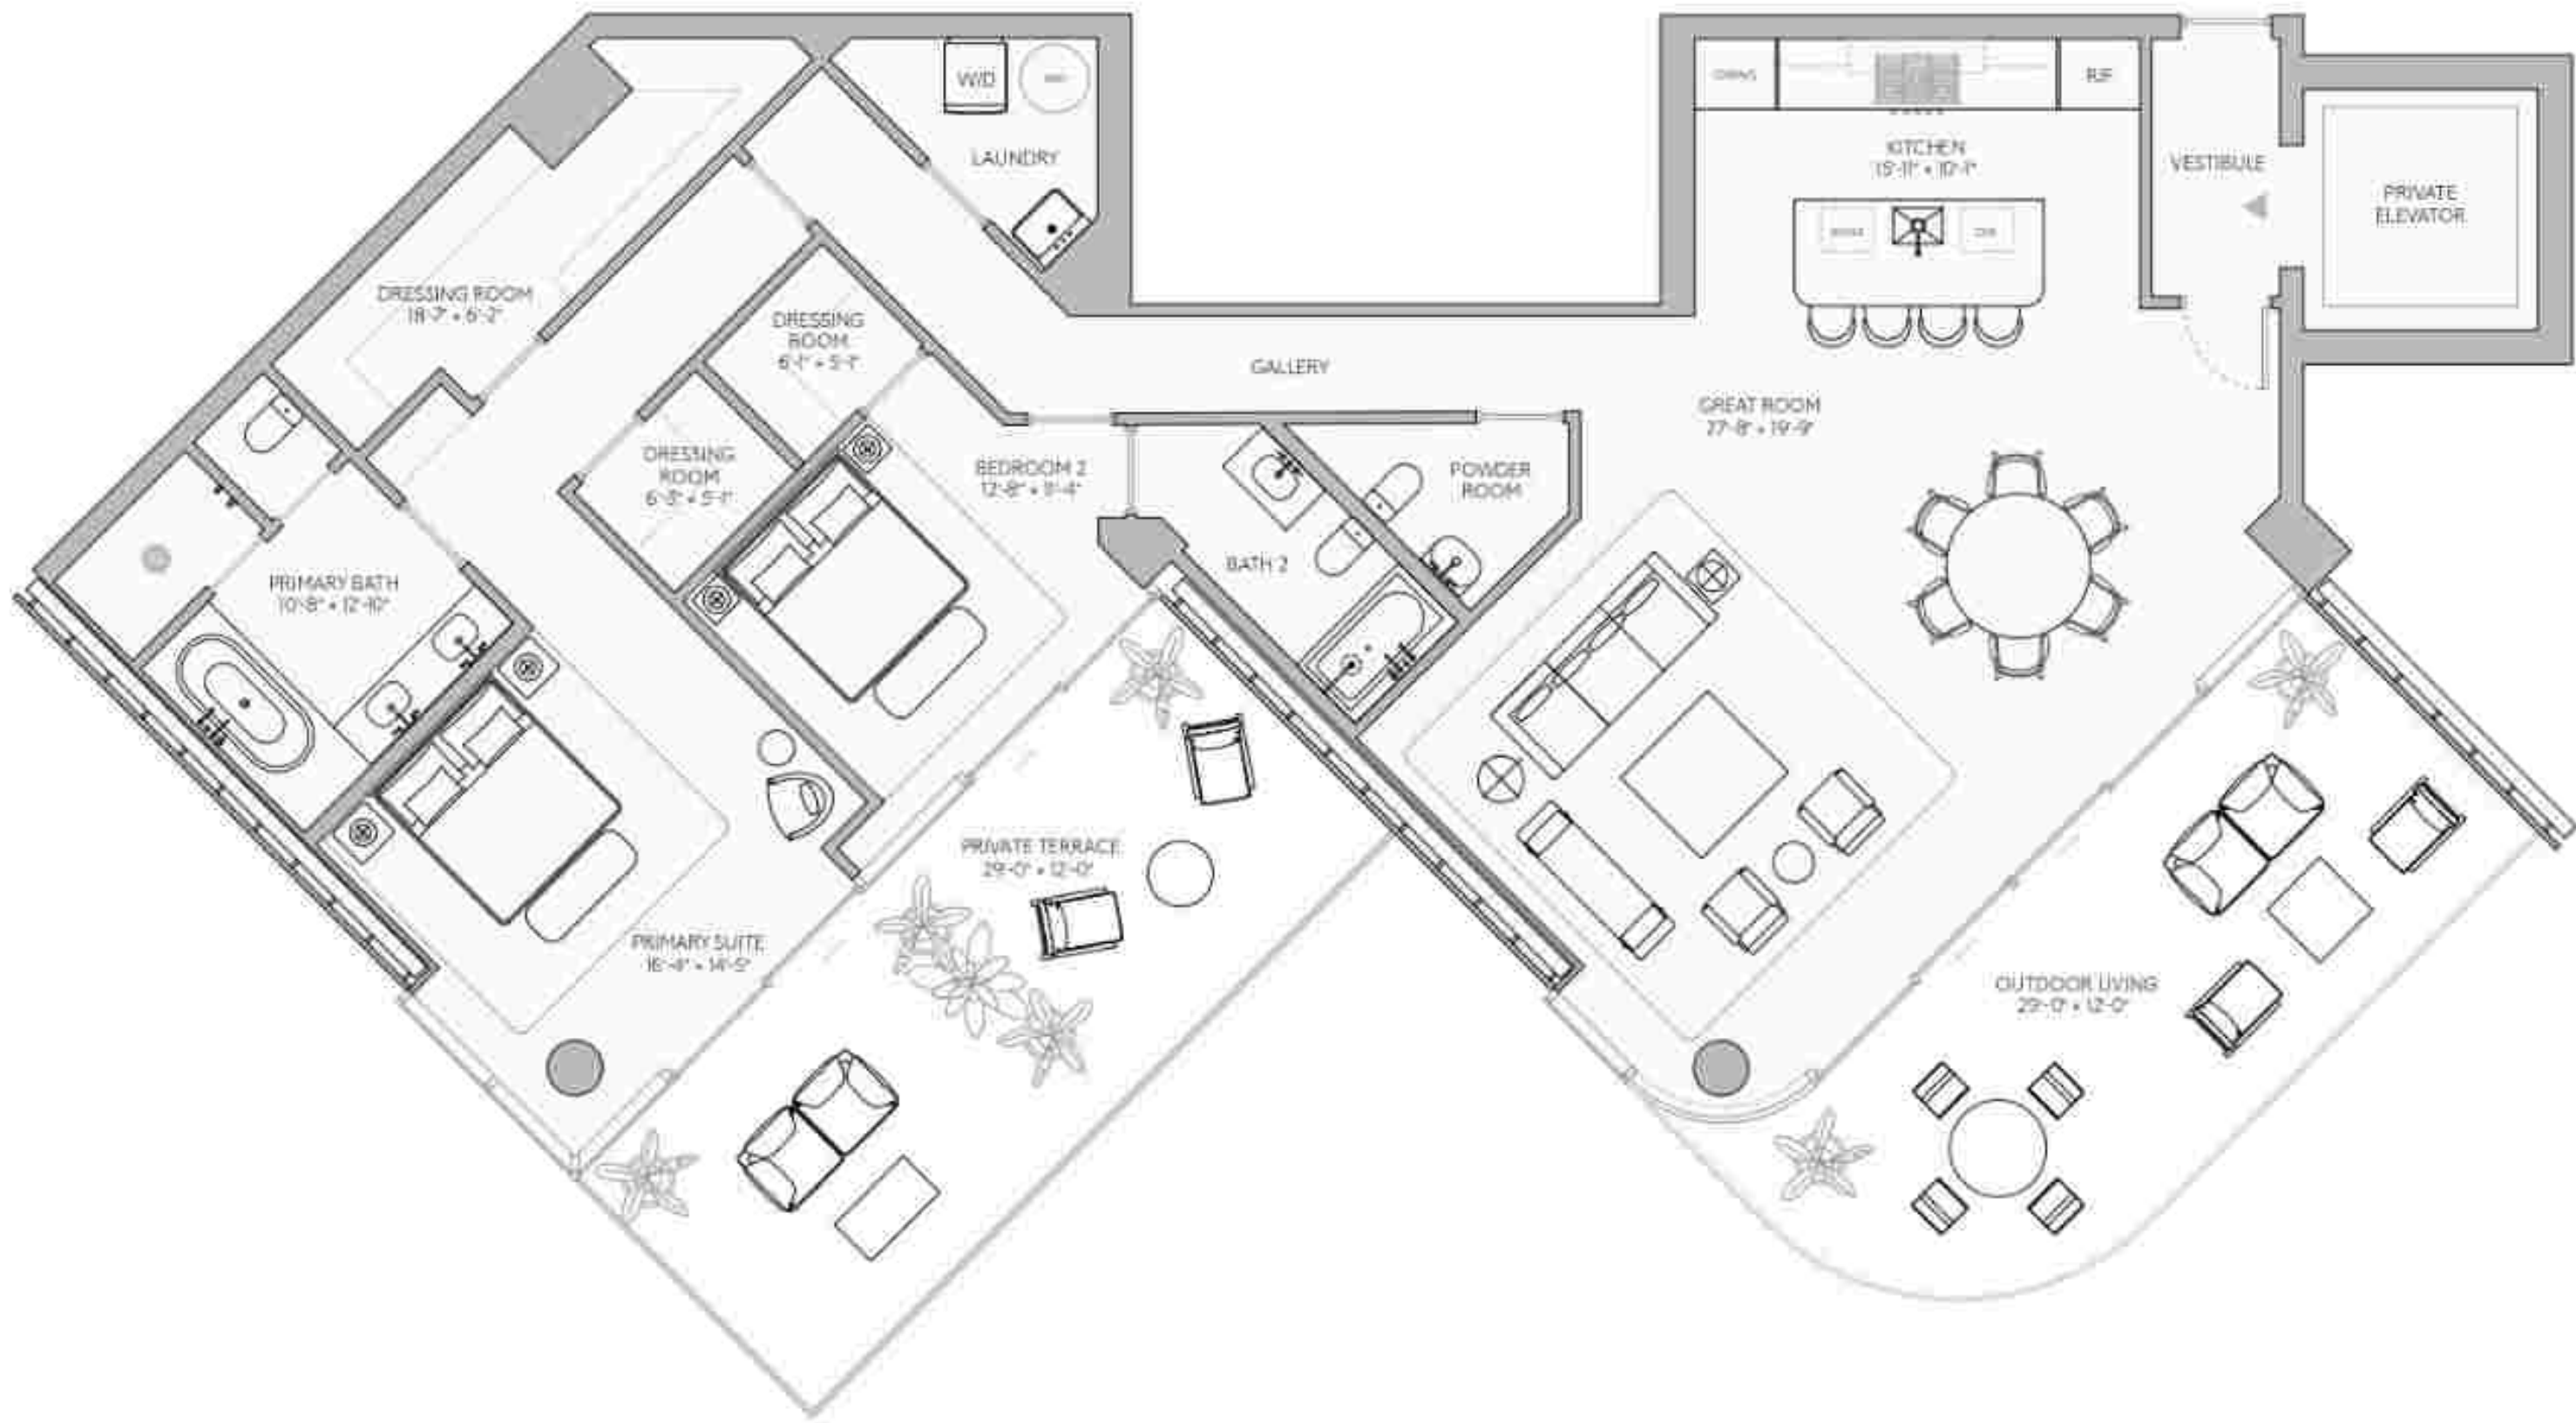 W/D
LAUNDRY
KITCHEN
15'-11" × 10'-1"
R/F
VESTIBULE
PRIVATE
ELEVATOR
DRESSING ROOM
18'-7" × 6'-2"
DRESSING
ROOM
6'-1" × 5'-1"
GALLERY
GREAT ROOM
27'-8" × 19'-9"
DRESSING
ROOM
6'-3" × 5'-1"
BEDROOM 2
12'-8" × 11'-4"
POWDER
ROOM
BATH 2
PRIMARY BATH
10'-8" × 12'-10"
PRIVATE TERRACE
29'-0" × 12'-0"
PRIMARY SUITE
16'-4" × 14'-5"
OUTDOOR LIVING
29'-0" × 12'-0"